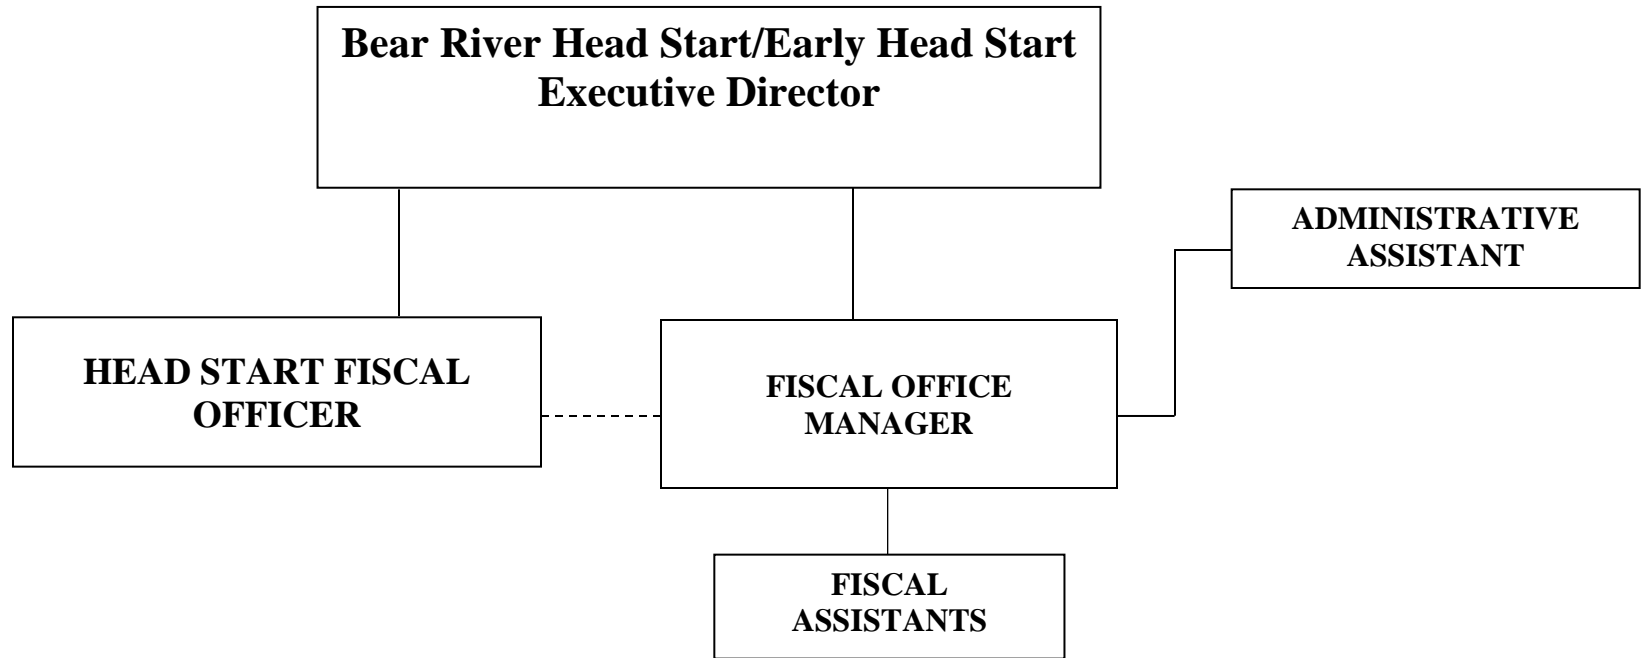 Bear River Head Start/Early Head Start
Executive Director
ADMINISTRATIVE
ASSISTANT
HEAD START FISCAL
OFFICER
FISCAL OFFICE
MANAGER
FISCAL
ASSISTANTS